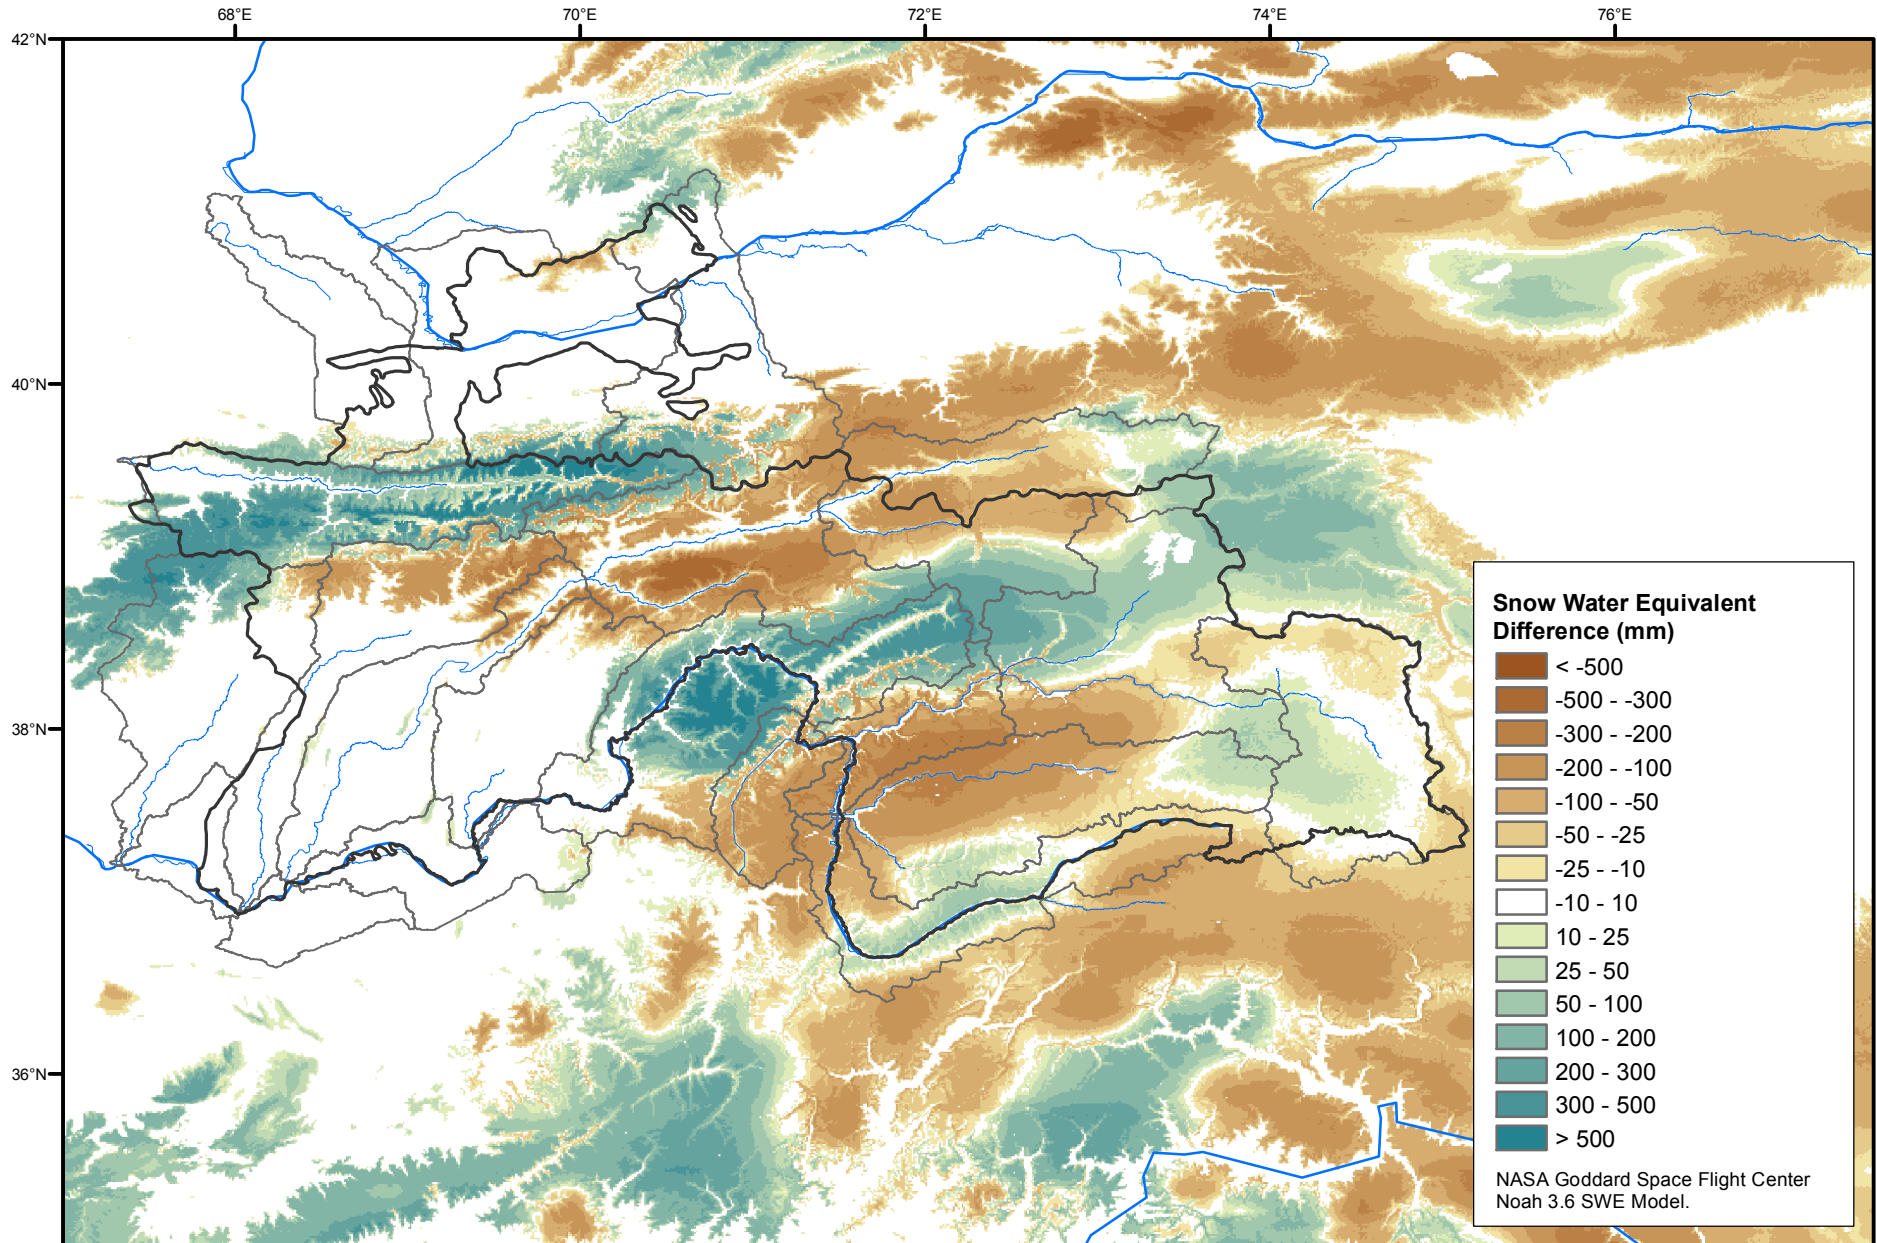 68°E
70°E
72°E
74°E
76°E
42°N
40°N
38°N
36°N
Snow Water Equivalent
Difference (mm)
< -500
-500 - -300
-300 - -200
-200 - -100
-100 - -50
-50 - -25
-25 - -10
-10 - 10
10 - 25
25 - 50
50 - 100
100 - 200
200 - 300
300 - 500
> 500
NASA Goddard Space Flight Center
Noah 3.6 SWE Model.